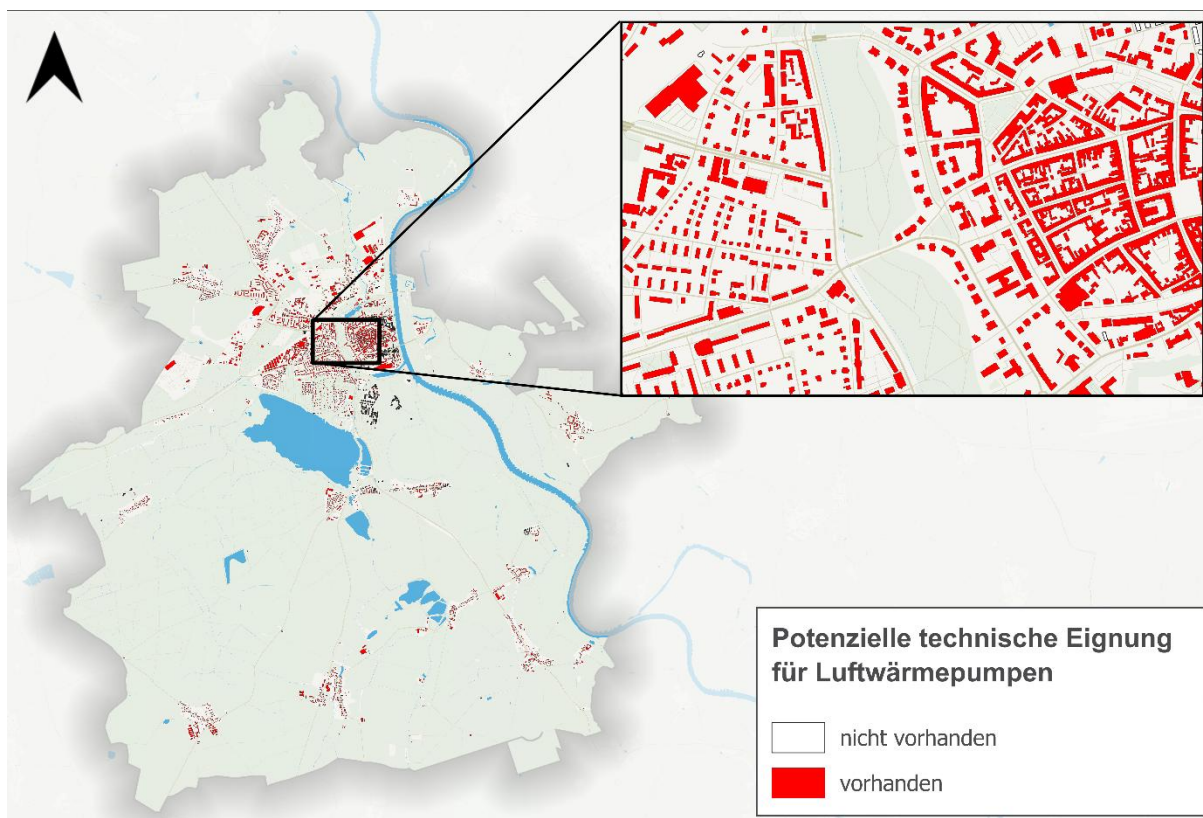 Potenzielle technische Eignung
für Luftwärmepumpen
nicht vorhanden
vorhanden